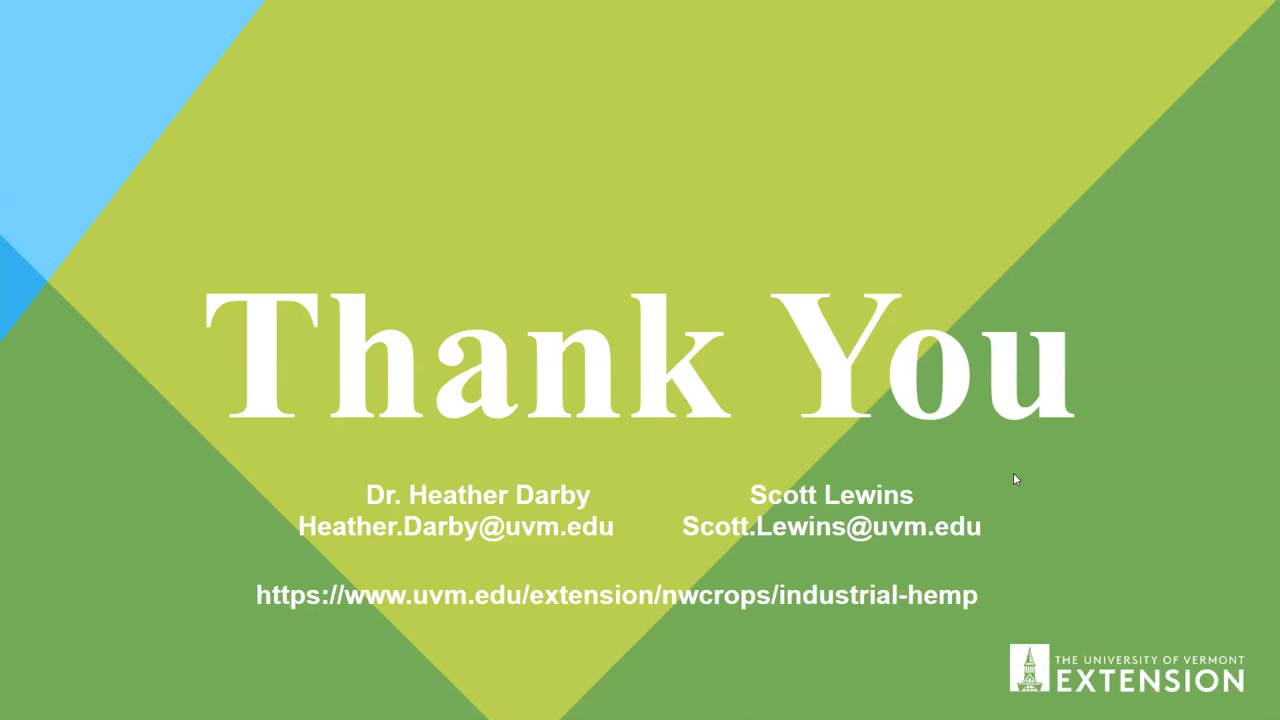 Thank You
Dr. Heather Darby
Heather.Darby@uvm.edu
Scott Lewins
Scott.Lewins@uvm.edu
https://www.uvm.edu/extension/nwcrops/industrial-hemp
THE UNIVERSITY OF VERMONT
EXTENSION